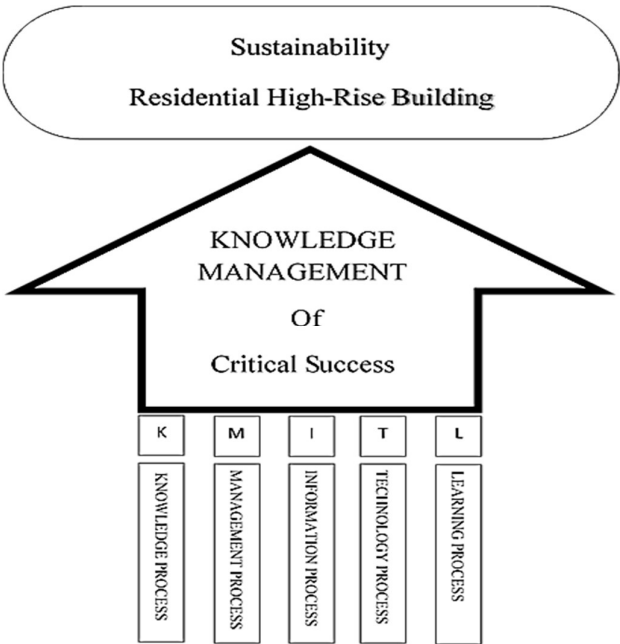 Sustainability
Residential High-Rise Building
KNOWLEDGE
MANAGEMENT
Of
Critical Success
K
M
I
T
L
KNOWLEDGE PROCESS
MANAGEMENT PROCESS
INFORMATION PROCESS
TECHNOLOGY PROCESS
LEARNING PROCESS